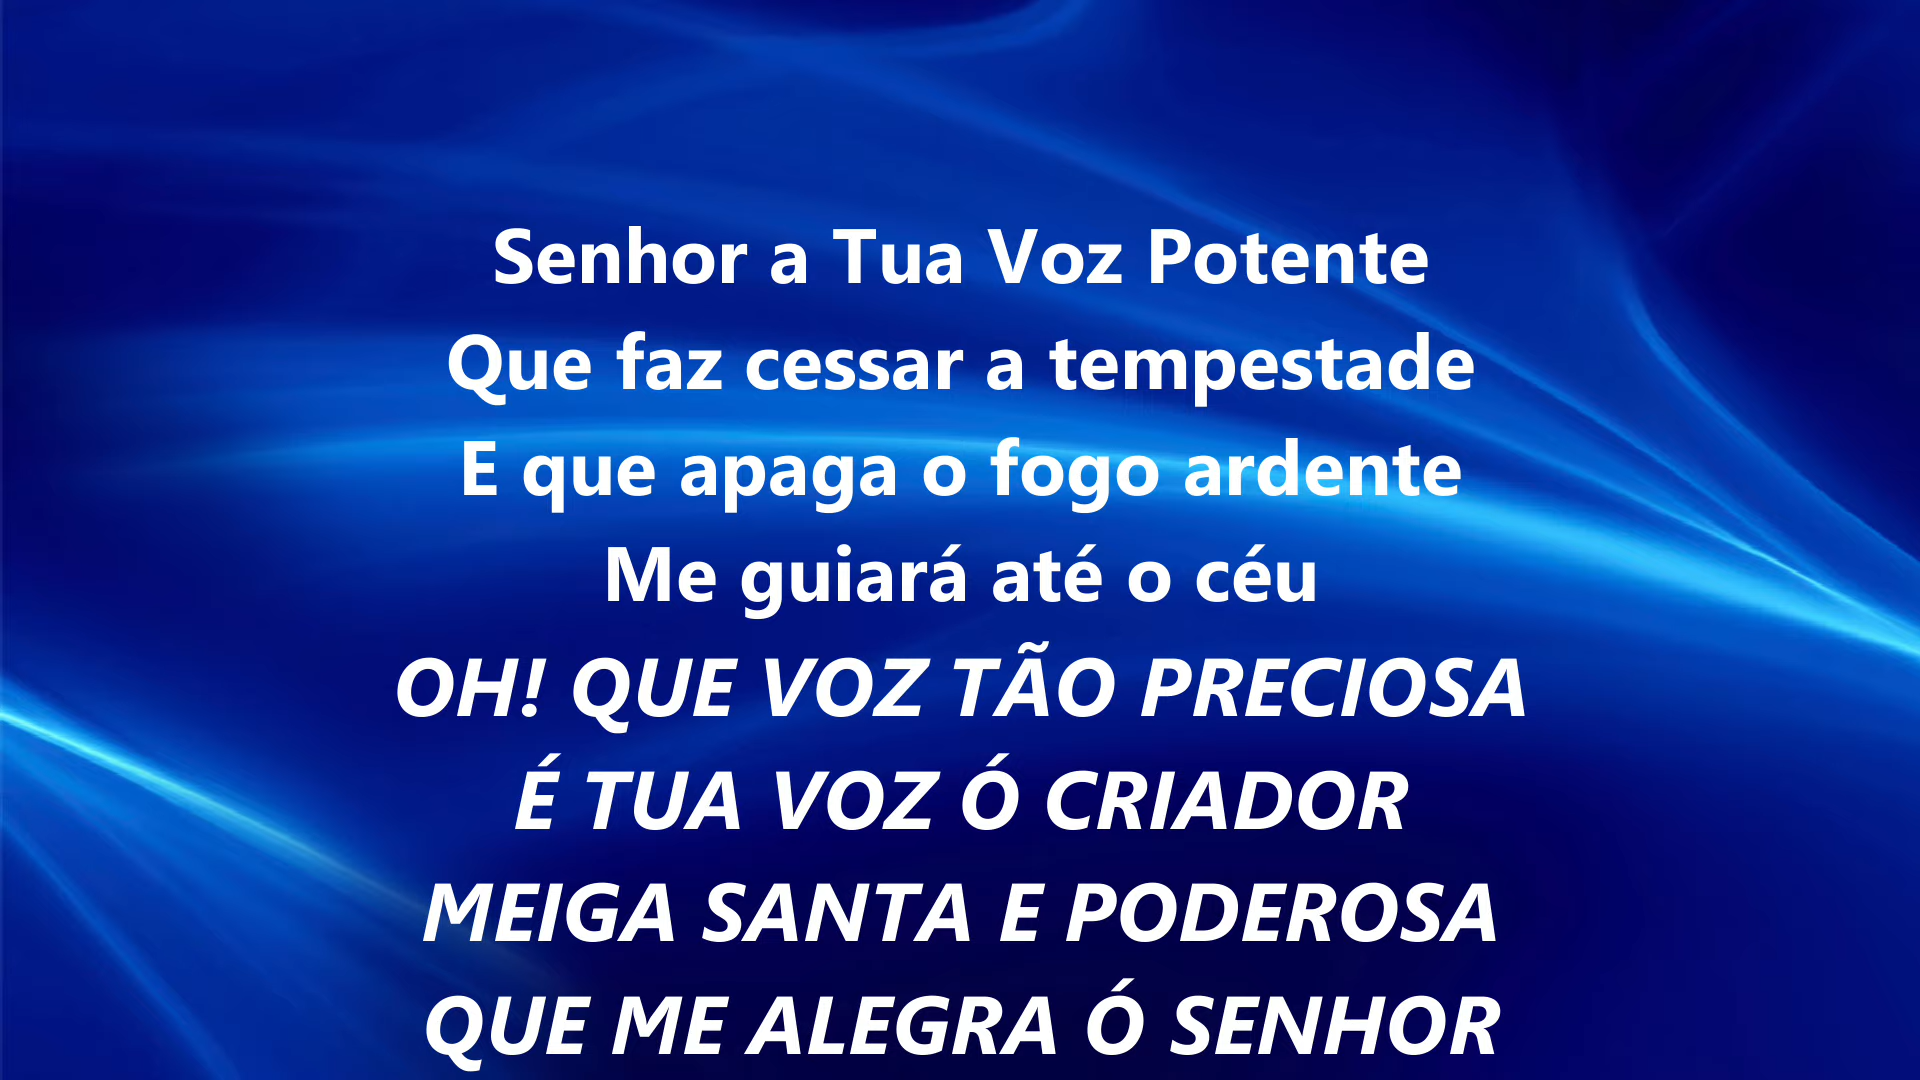 Senhor a Tua Voz Potente
Que faz cessar a tempestade
E que apaga o fogo ardente
Me guiará até o céu
OH! QUE VOZ TÃO PRECIOSA
É TUA VOZ Ó CRIADOR
MEIGA SANTA E PODEROSA
QUE ME ALEGRA Ó SENHOR